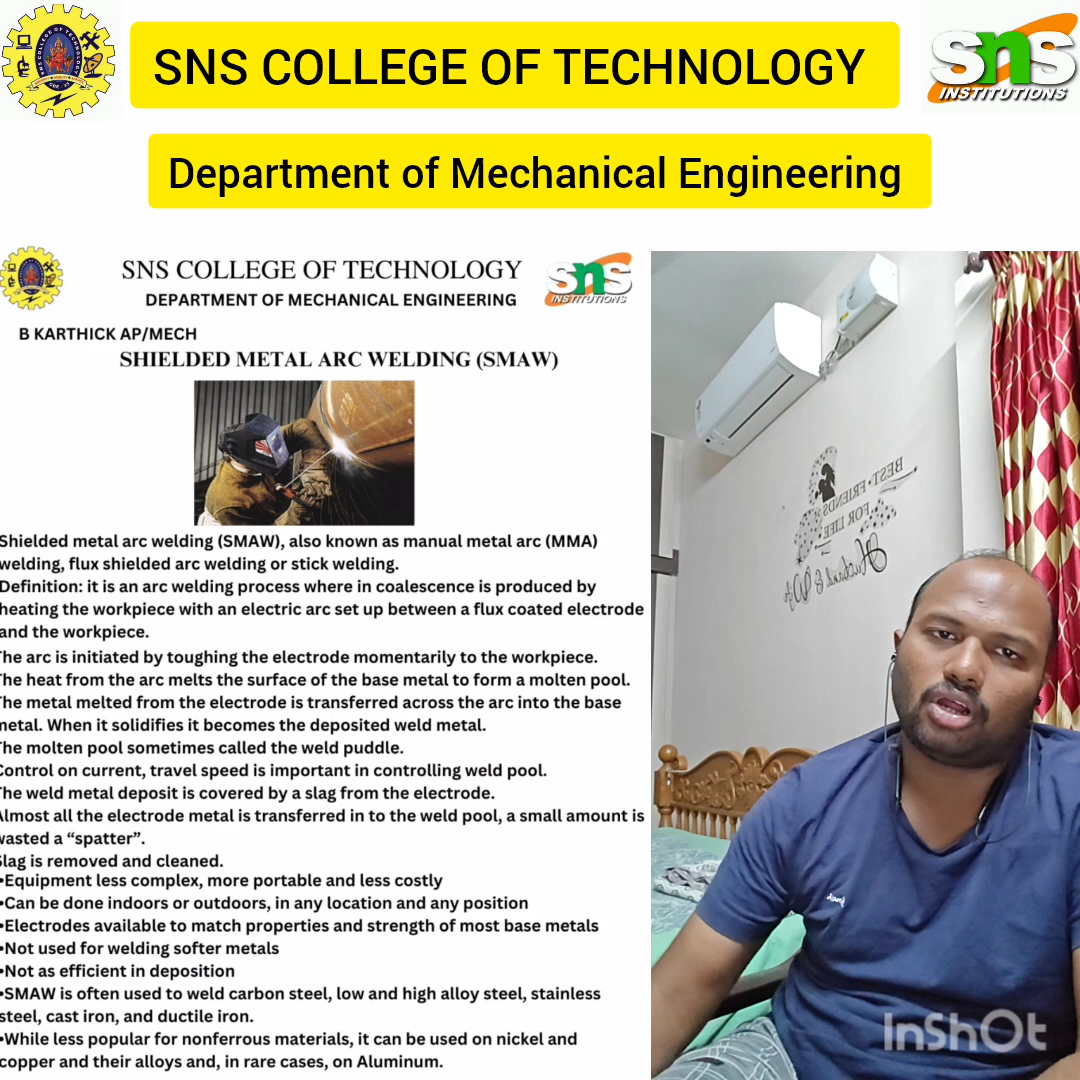 SNS COLLEGE OF TECHNOLOGY
SNS
INSTITUTIONS
Department of Mechanical Engineering
SNS COLLEGE OF TECHNOLOGY
DEPARTMENT OF MECHANICAL ENGINEERING
SNS
INSTITUTIONS
B KARTHICK AP/MECH
SHIELDED METAL ARC WELDING (SMAW)
Shielded metal arc welding (SMAW), also known as manual metal arc (MMA)
welding, flux shielded arc welding or stick welding.
Definition: it is an arc welding process where in coalescence is produced by
heating the workpiece with an electric arc set up between a flux coated electrode
and the workpiece.
The arc is initiated by toughing the electrode momentarily to the workpiece.
The heat from the arc melts the surface of the base metal to form a molten pool.
The metal melted from the electrode is transferred across the arc into the base
metal. When it solidifies it becomes the deposited weld metal.
The molten pool sometimes called the weld puddle.
Control on current, travel speed is important in controlling weld pool.
The weld metal deposit is covered by a slag from the electrode.
Almost all the electrode metal is transferred in to the weld pool, a small amount is
wasted a “spatter”.
Slag is removed and cleaned.
•Equipment less complex, more portable and less costly
•Can be done indoors or outdoors, in any location and any position
•Electrodes available to match properties and strength of most base metals
•Not used for welding softer metals
•Not as efficient in deposition
•SMAW is often used to weld carbon steel, low and high alloy steel, stainless
steel, cast iron, and ductile iron.
•While less popular for nonferrous materials, it can be used on nickel and
copper and their alloys and, in rare cases, on Aluminum.
BEST FRIENDS
FOR LIFE
Husband & Wife
InShOt